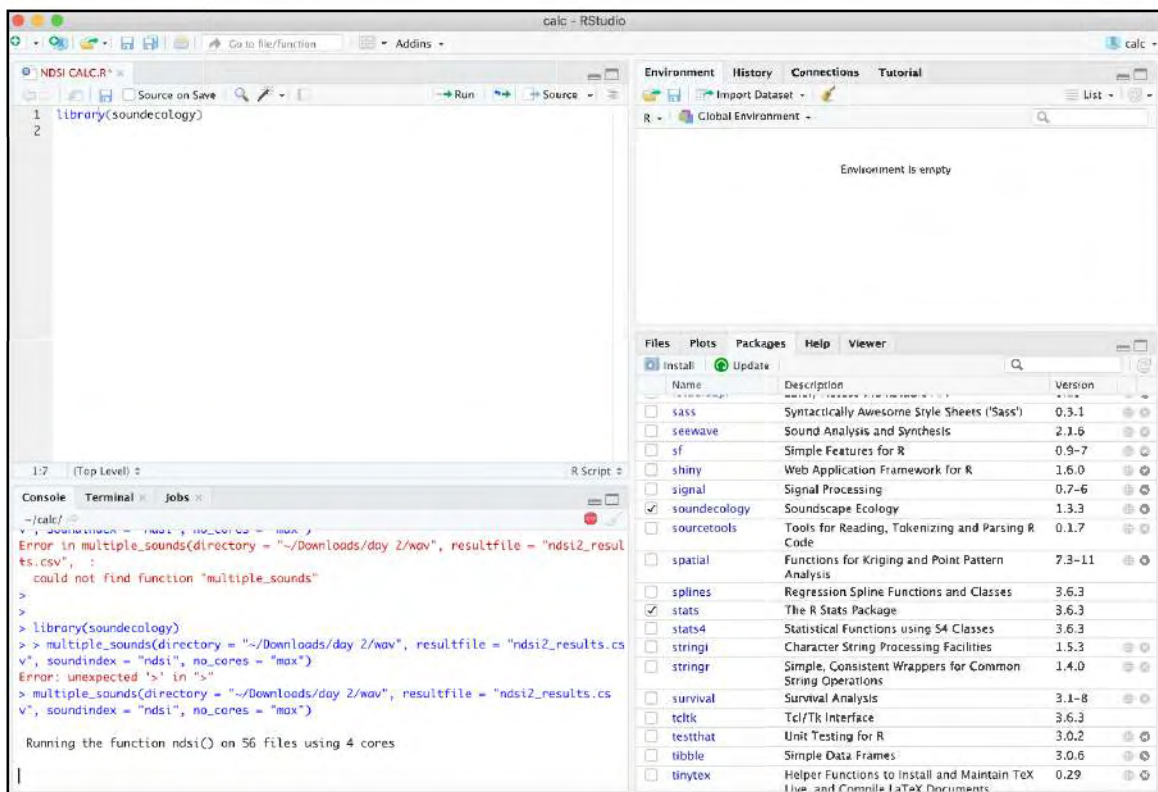 calc - RStudio
Go to file/function
Addins
calc
NDSI CALC.R*
Source on Save
Run
Source
1 library(soundecology)
2
1:7 (Top Level)
R Script
Console Terminal Jobs
~/calc/
v", soundindex = "ndsi", no_cores = "max")
Error in multiple_sounds(directory = "~/Downloads/day 2/wav", resultfile = "ndsi2_resul
ts.csv", :
could not find function "multiple_sounds"
>
>
> library(soundecology)
> > multiple_sounds(directory = "~/Downloads/day 2/wav", resultfile = "ndsi2_results.cs
v", soundindex = "ndsi", no_cores = "max")
Error: unexpected '>' in ">"
> multiple_sounds(directory = "~/Downloads/day 2/wav", resultfile = "ndsi2_results.cs
v", soundindex = "ndsi", no_cores = "max")
Running the function ndsi() on 56 files using 4 cores
Environment History Connections Tutorial
Import Dataset
List
R Global Environment
Environment is empty
Files Plots Packages Help Viewer
Install Update
Name Description Version
sass Syntactically Awesome Style Sheets ('Sass') 0.3.1
seewave Sound Analysis and Synthesis 2.1.6
sf Simple Features for R 0.9-7
shiny Web Application Framework for R 1.6.0
signal Signal Processing 0.7-6
soundecology Soundscape Ecology 1.3.3
sourcetools Tools for Reading, Tokenizing and Parsing R 0.1.7
Code
spatial Functions for Kriging and Point Pattern 7.3-11
Analysis
splines Regression Spline Functions and Classes 3.6.3
stats The R Stats Package 3.6.3
stats4 Statistical Functions using S4 Classes 3.6.3
stringi Character String Processing Facilities 1.5.3
stringr Simple, Consistent Wrappers for Common 1.4.0
String Operations
survival Survival Analysis 3.1-8
tcltk Tcl/Tk Interface 3.6.3
testthat Unit Testing for R 3.0.2
tibble Simple Data Frames 3.0.6
tinytex Helper Functions to Install and Maintain TeX 0.29
Live, and Compile LaTeX Documents